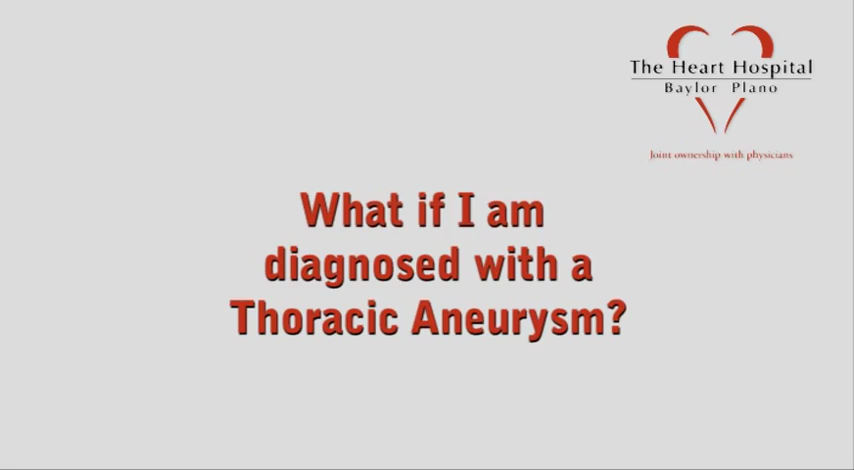 The Heart Hospital
Baylor Plano
Joint ownership with physicians
What if I am
diagnosed with a
Thoracic Aneurysm?